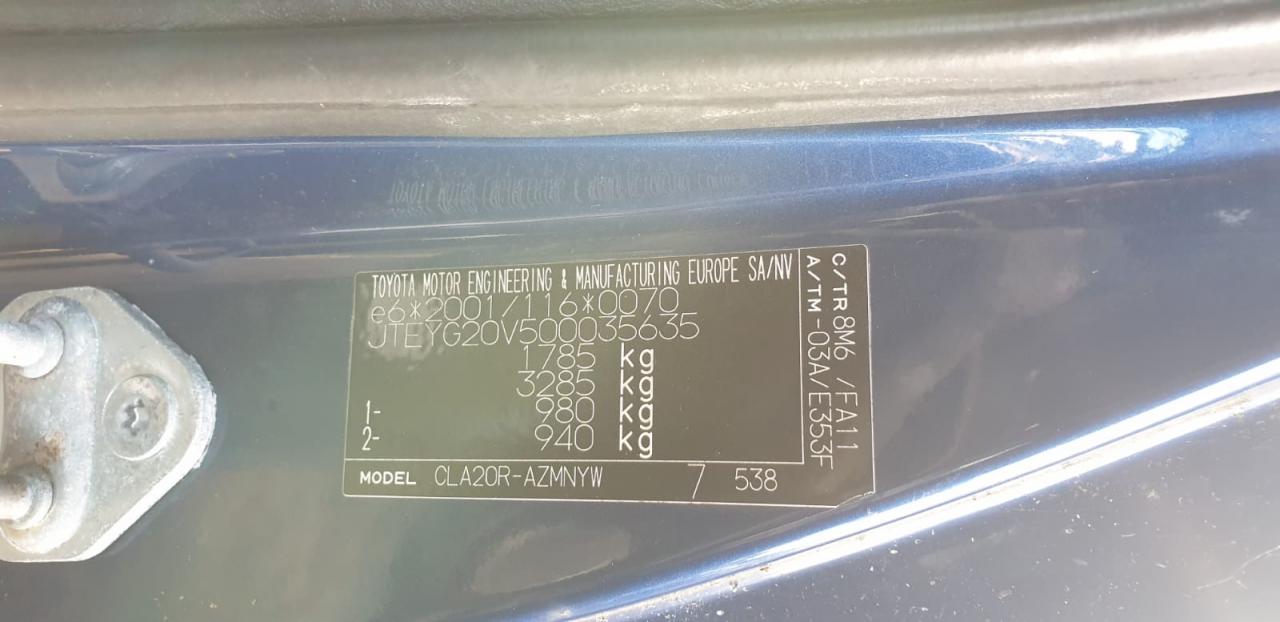 TOYOTA MOTOR ENGINEERING & MANUFACTURING EUROPE SA/NV
e6*2001/116*0070
JTEYG20V500035635
1785 kg
3285 kg
1- 980 kg
2- 940 kg
MODEL CLA20R-AZMNYW 7 538
C/TR 8M6 /FA11
A/TM -03A/E353F